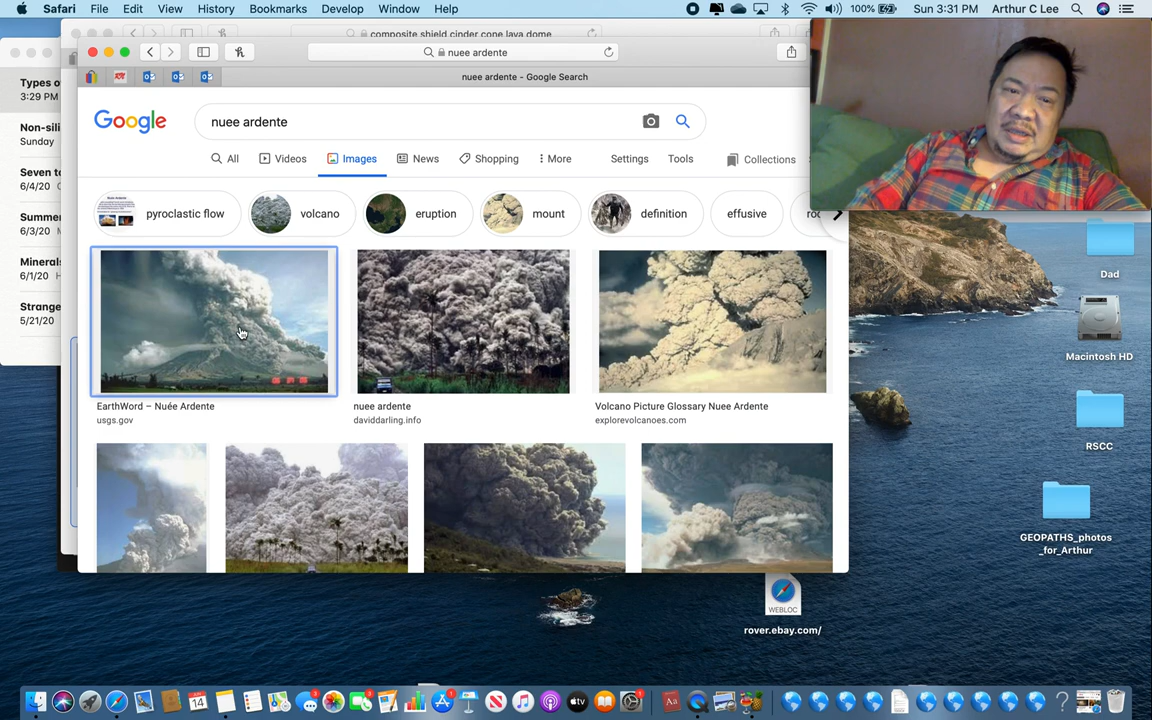 Safari File Edit View History Bookmarks Develop Window Help 100% Sun 3:31 PM Arthur C Lee
composite shield cinder cone lava dome
nuee ardente
nuee ardente - Google Search
Types o
3:29 PM
Non-sili
Sunday
Seven to
6/4/20
Summer
6/3/20
Minerals
6/1/20 H
Strange
5/21/20
Google
nuee ardente
All Videos Images News Shopping More Settings Tools Collections
pyroclastic flow volcano eruption mount definition effusive
EarthWord – Nuée Ardente
usgs.gov
nuee ardente
daviddarling.info
Volcano Picture Glossary Nuee Ardente
explorevolcanoes.com
Dad
Macintosh HD
RSCC
GEOPATHS_photos
_for_Arthur
WEBLOC
rover.ebay.com/